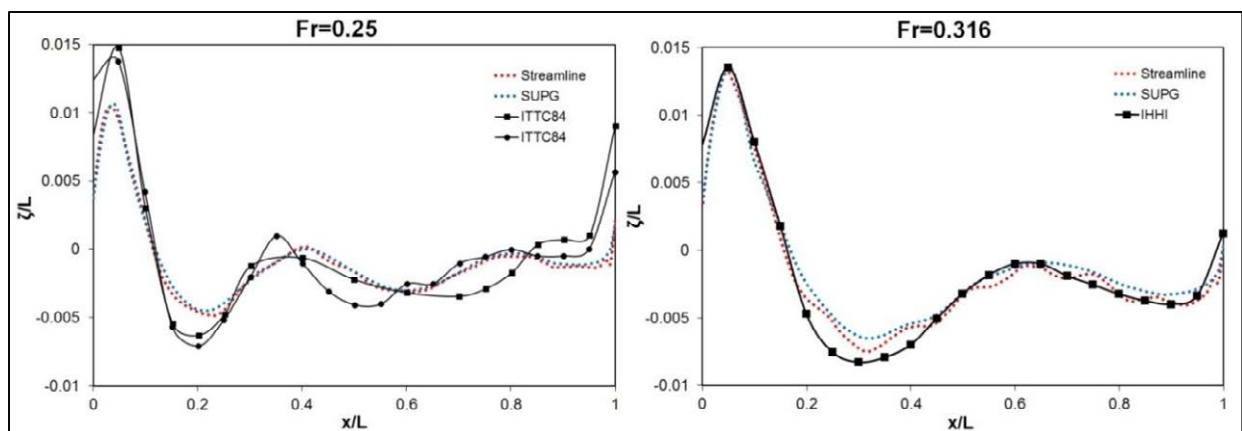 Fr=0.25
0.015
0.01
0.005
0
-0.005
-0.01
ζ/L
Streamline
SUPG
ITTC84
ITTC84
0 0.2 0.4 0.6 0.8 1
x/L
Fr=0.316
0.015
0.01
0.005
0
-0.005
-0.01
ζ/L
Streamline
SUPG
IHHI
0 0.2 0.4 0.6 0.8 1
x/L